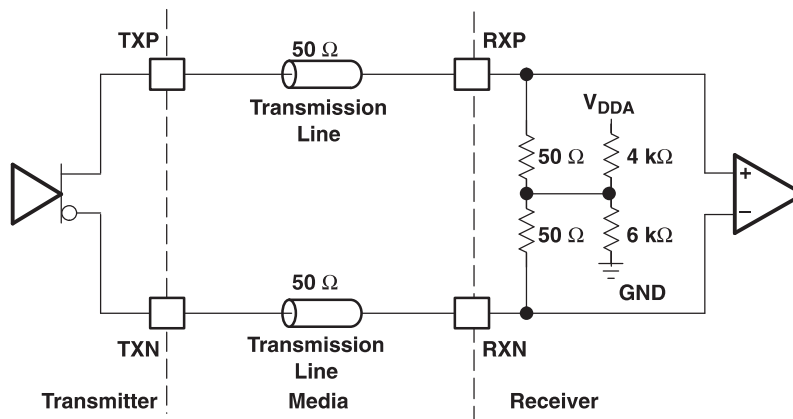 TXP
50 Ω
RXP
Transmission
Line
V_DDA
50 Ω
4 kΩ
+
−
50 Ω
6 kΩ
50 Ω
GND
TXN
Transmission
Line
RXN
Transmitter
Media
Receiver